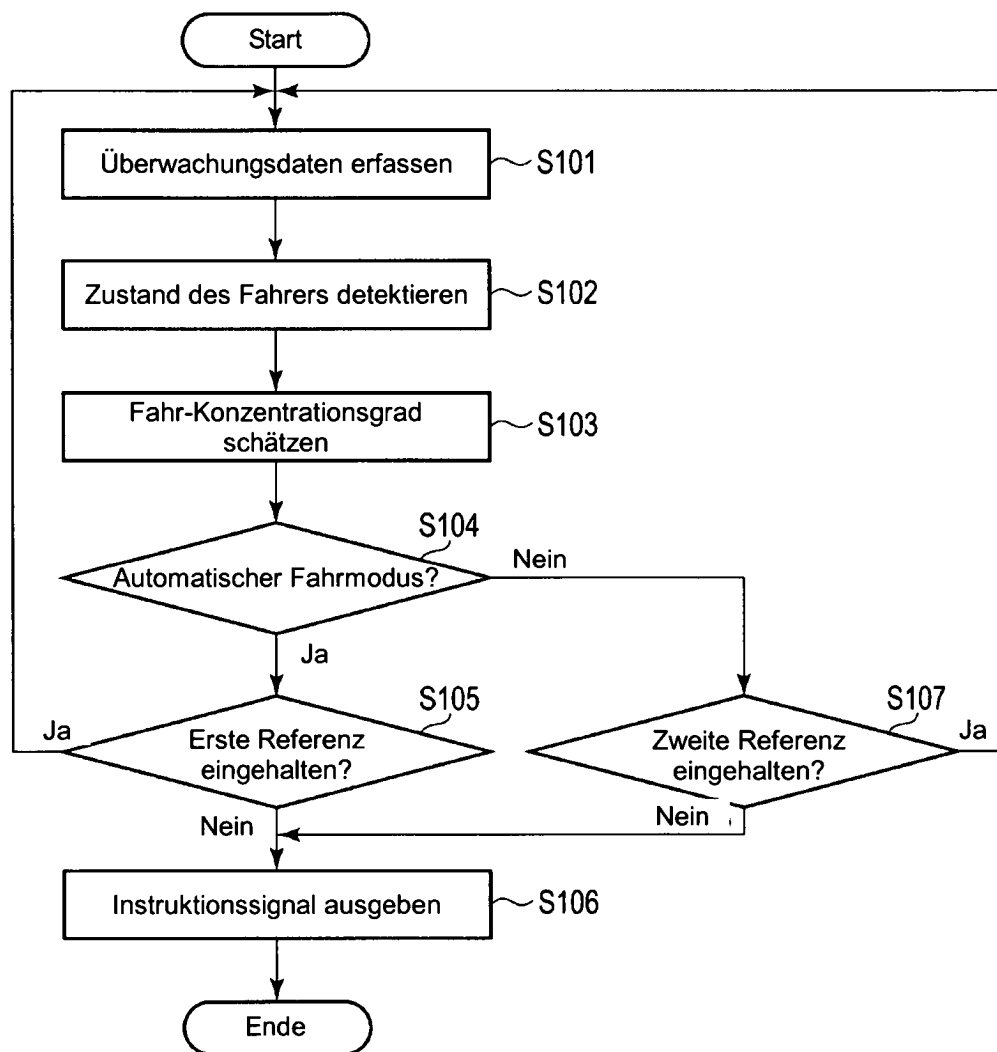 Start
Überwachungsdaten erfassen
S101
Zustand des Fahrers detektieren
S102
Fahr-Konzentrationsgrad
schätzen
S103
S104
Automatischer Fahrmodus?
Nein
Ja
S105
Ja
Erste Referenz
eingehalten?
Nein
S107
Zweite Referenz
eingehalten?
Ja
Nein
Instruktionssignal ausgeben
S106
Ende